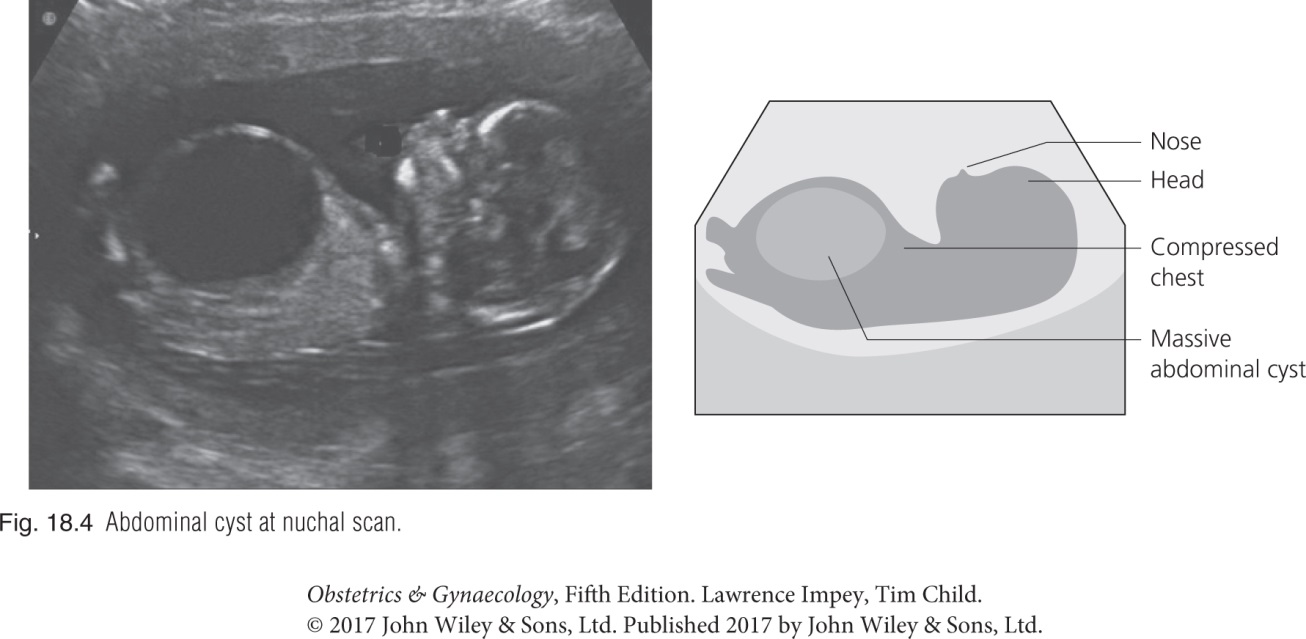 Nose
Head
Compressed
chest
Massive
abdominal cyst
Fig. 18.4 Abdominal cyst at nuchal scan.
Obstetrics & Gynaecology, Fifth Edition. Lawrence Impey, Tim Child.
© 2017 John Wiley & Sons, Ltd. Published 2017 by John Wiley & Sons, Ltd.